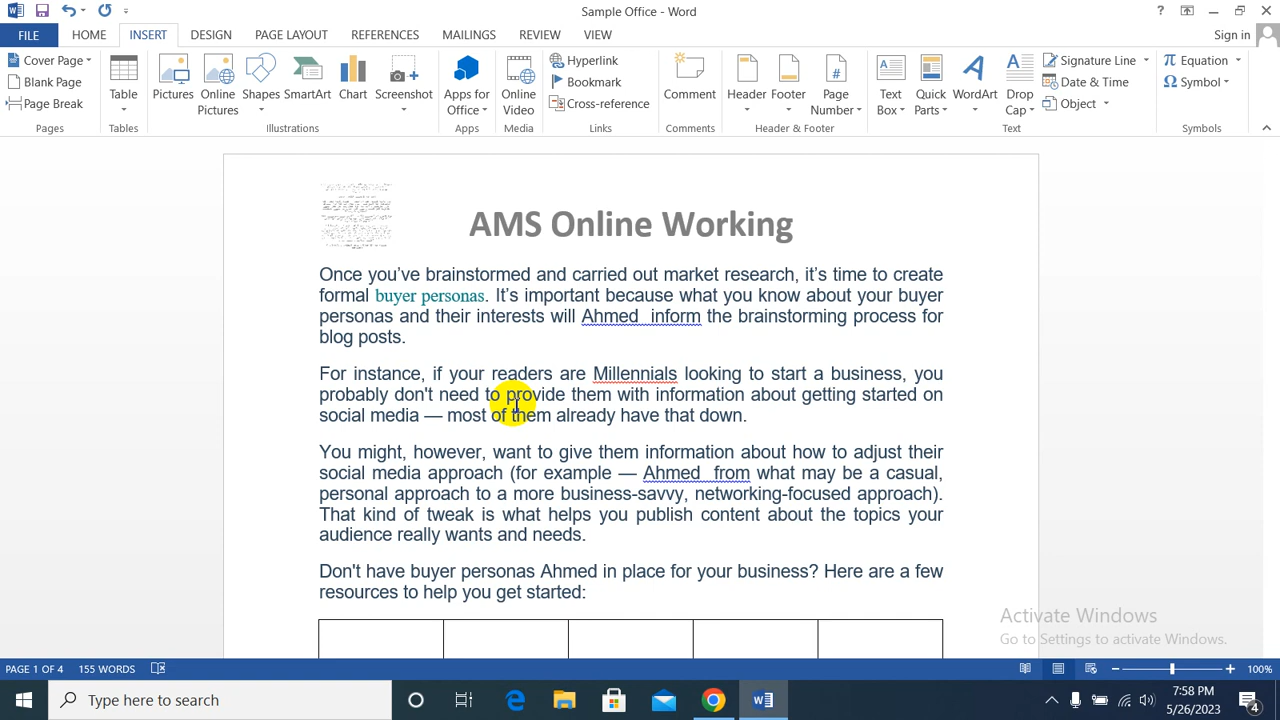 Sample Office - Word
?
FILE HOME INSERT DESIGN PAGE LAYOUT REFERENCES MAILINGS REVIEW VIEW Sign in
Cover Page
Blank Page
Page Break
Pages
Table
Tables
Pictures
Online Pictures
Shapes
SmartArt
Chart
Screenshot
Illustrations
Apps for Office
Apps
Online Video
Media
Hyperlink
Bookmark
Cross-reference
Links
Comment
Comments
Header
Footer
Page Number
Header & Footer
Text Box
Quick Parts
WordArt
Drop Cap
Signature Line
Date & Time
Object
Text
Equation
Symbol
Symbols
AMS Online Working
Once you’ve brainstormed and carried out market research, it’s time to create
formal buyer personas. It’s important because what you know about your buyer
personas and their interests will Ahmed inform the brainstorming process for
blog posts.
For instance, if your readers are Millennials looking to start a business, you
probably don't need to provide them with information about getting started on
social media — most of them already have that down.
You might, however, want to give them information about how to adjust their
social media approach (for example — Ahmed from what may be a casual,
personal approach to a more business-savvy, networking-focused approach).
That kind of tweak is what helps you publish content about the topics your
audience really wants and needs.
Don't have buyer personas Ahmed in place for your business? Here are a few
resources to help you get started:
Activate Windows
Go to Settings to activate Windows.
PAGE 1 OF 4 155 WORDS 100%
Type here to search
7:58 PM
5/26/2023
4